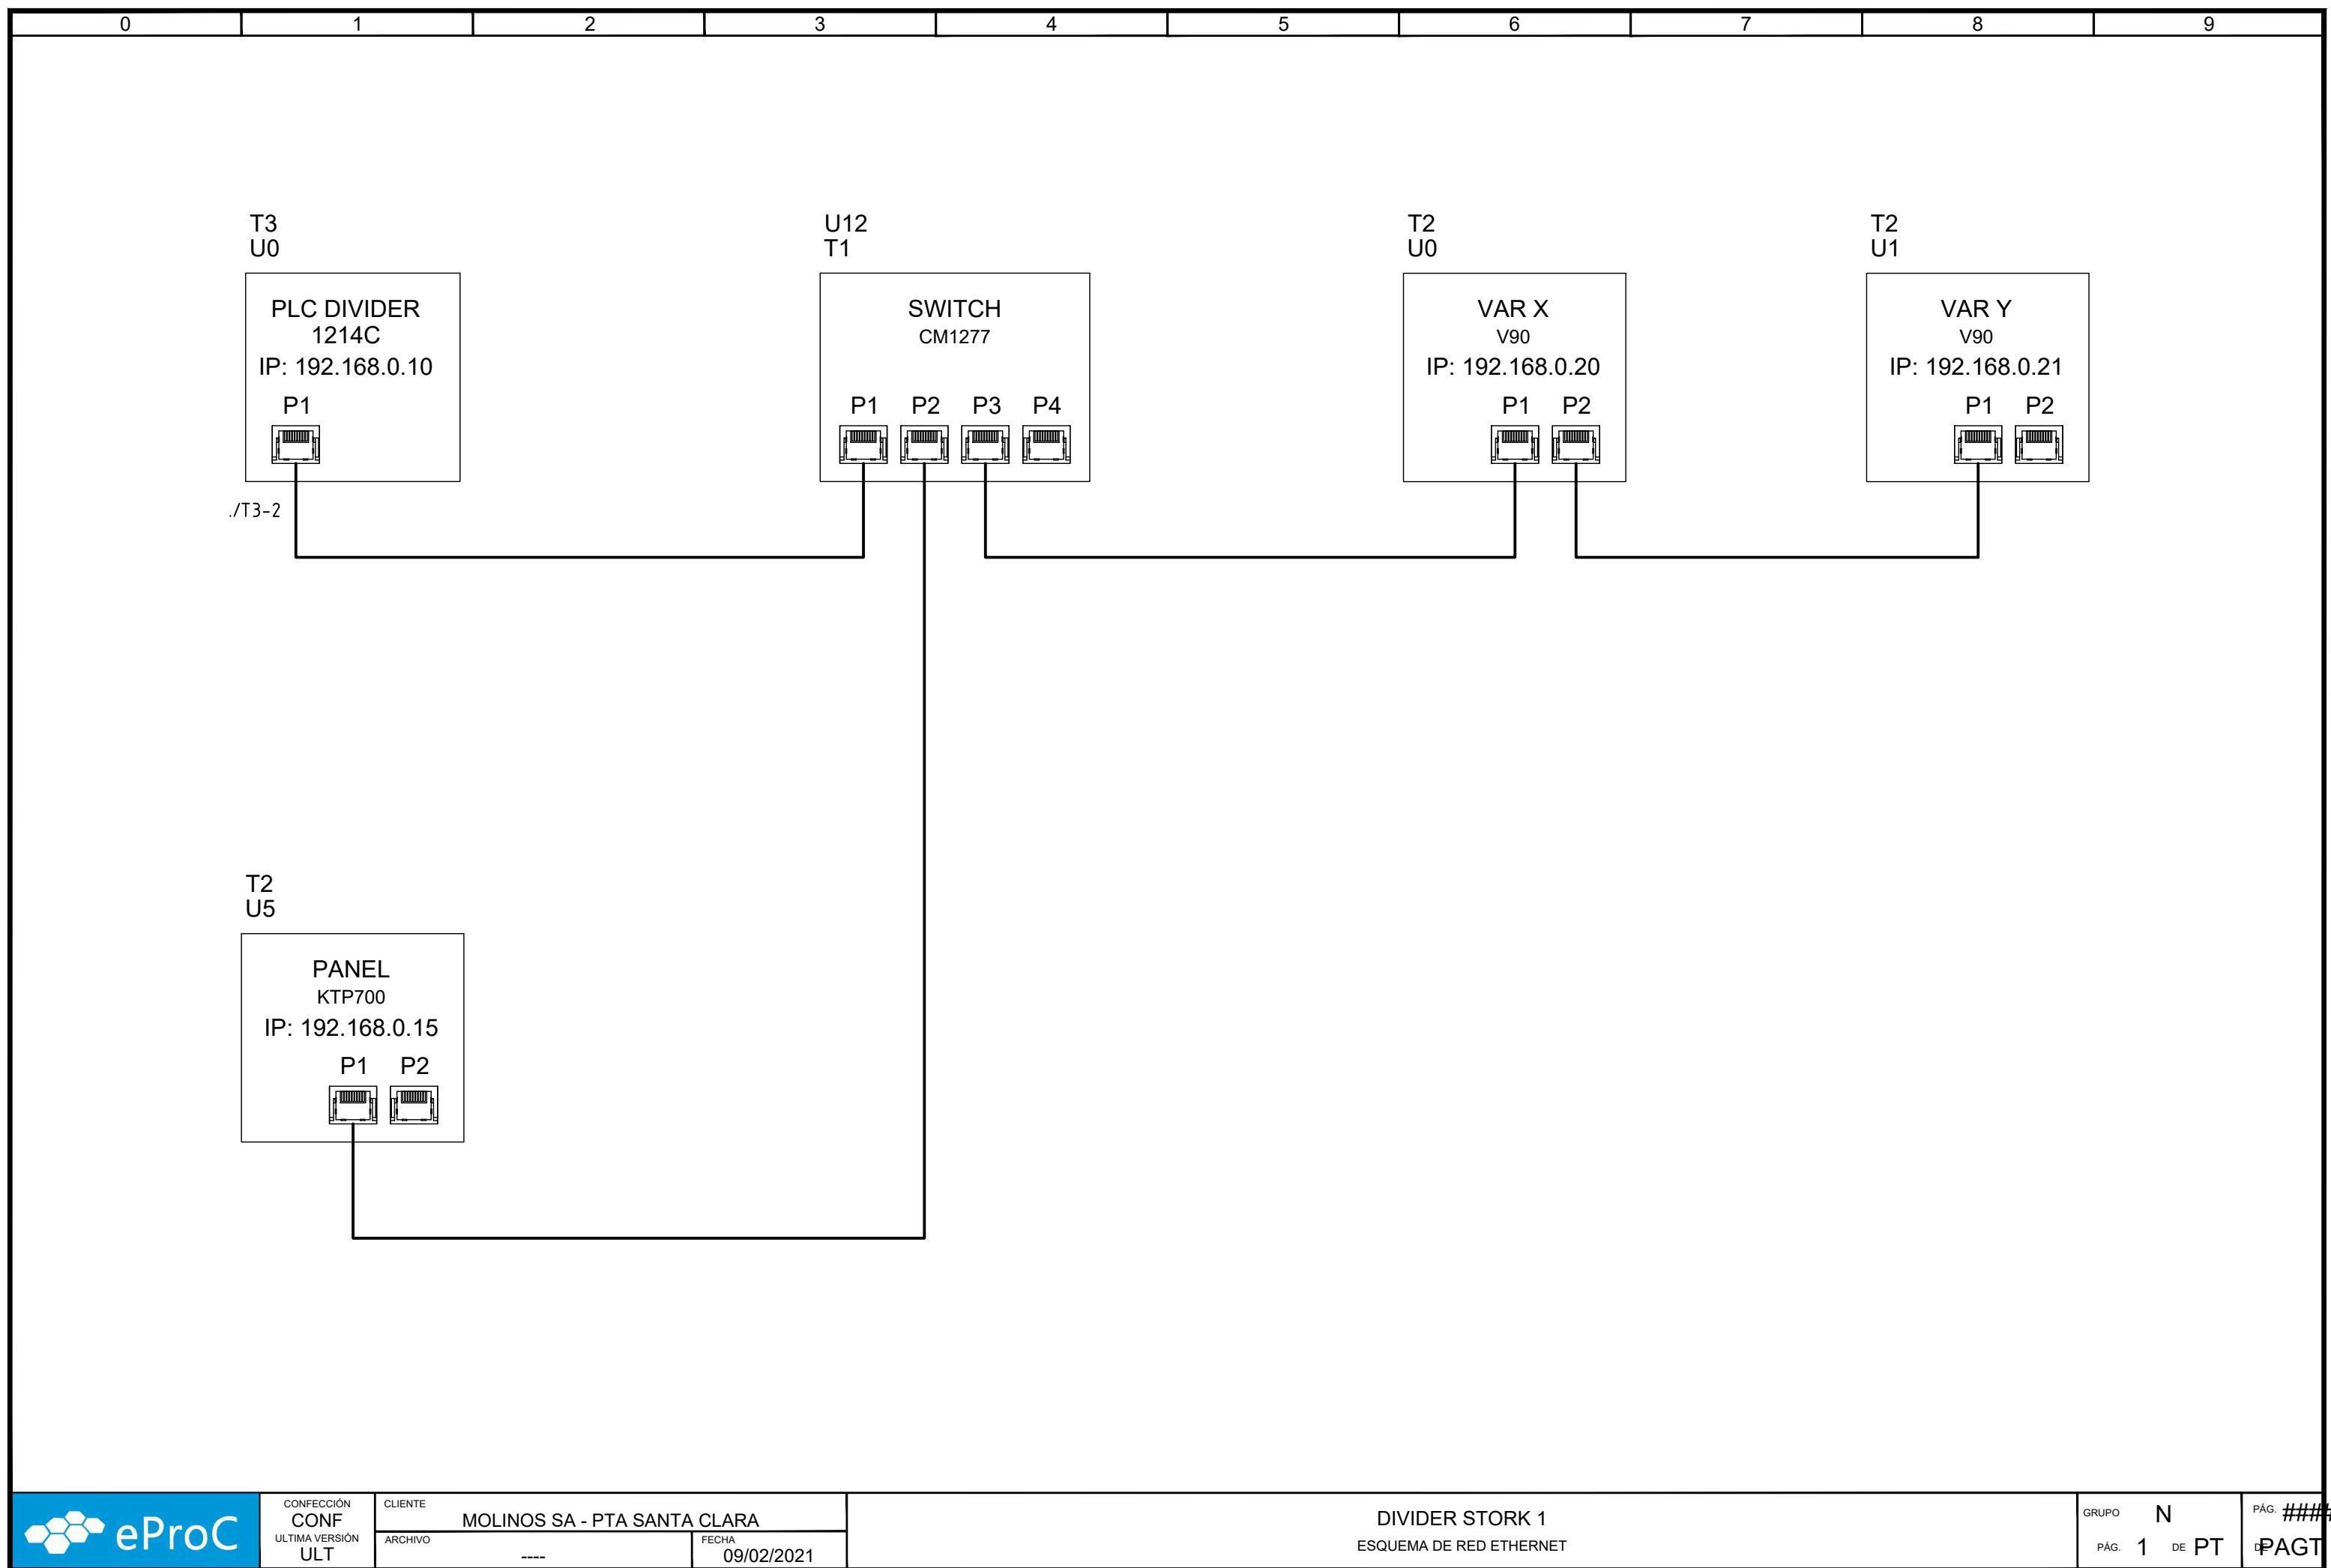 0 1 2 3 4 5 6 7 8 9
T3
U0
PLC DIVIDER
1214C
IP: 192.168.0.10
P1
./T3-2
U12
T1
SWITCH
CM1277
P1 P2 P3 P4
T2
U0
VAR X
V90
IP: 192.168.0.20
P1 P2
T2
U1
VAR Y
V90
IP: 192.168.0.21
P1 P2
T2
U5
PANEL
KTP700
IP: 192.168.0.15
P1 P2
eProC
CONFECCIÓN
CONF
ULTIMA VERSIÓN
ULT
CLIENTE
MOLINOS SA - PTA SANTA CLARA
ARCHIVO
----
FECHA
09/02/2021
DIVIDER STORK 1
ESQUEMA DE RED ETHERNET
GRUPO N
PÁG. 1 DE PT
PÁG. ####
DE PAGT